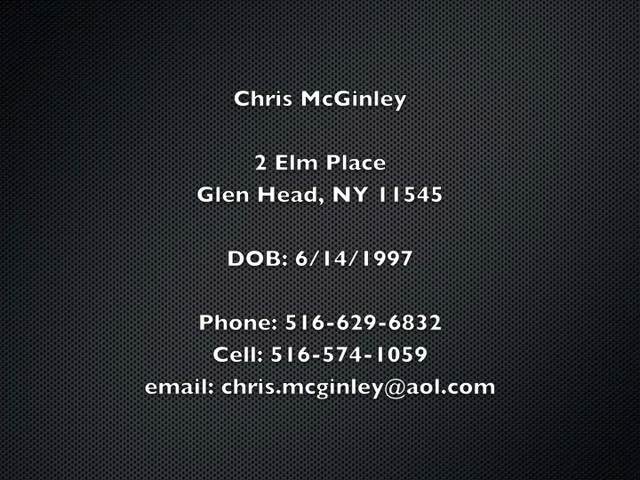 Chris McGinley
2 Elm Place
Glen Head, NY 11545
DOB: 6/14/1997
Phone: 516-629-6832
Cell: 516-574-1059
email: chris.mcginley@aol.com